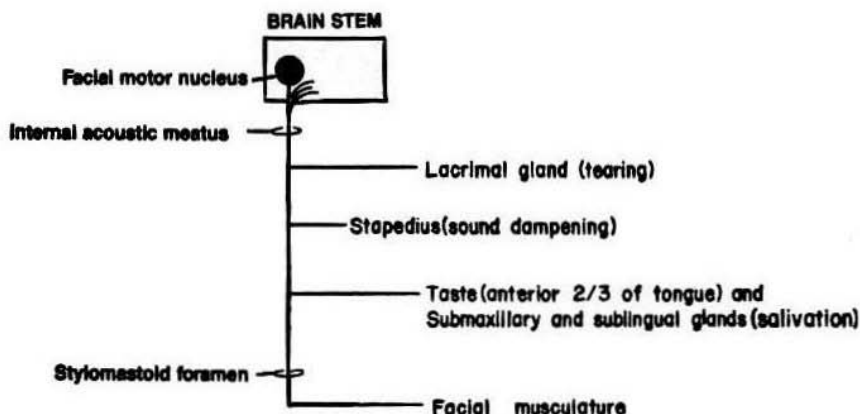 BRAIN STEM
Facial motor nucleus
Internal acoustic meatus
Lacrimal gland (tearing)
Stapedius(sound dampening)
Taste(anterior 2/3 of tongue) and
Submaxillary and sublingual glands(salivation)
Stylomastoid foramen
Facial musculature